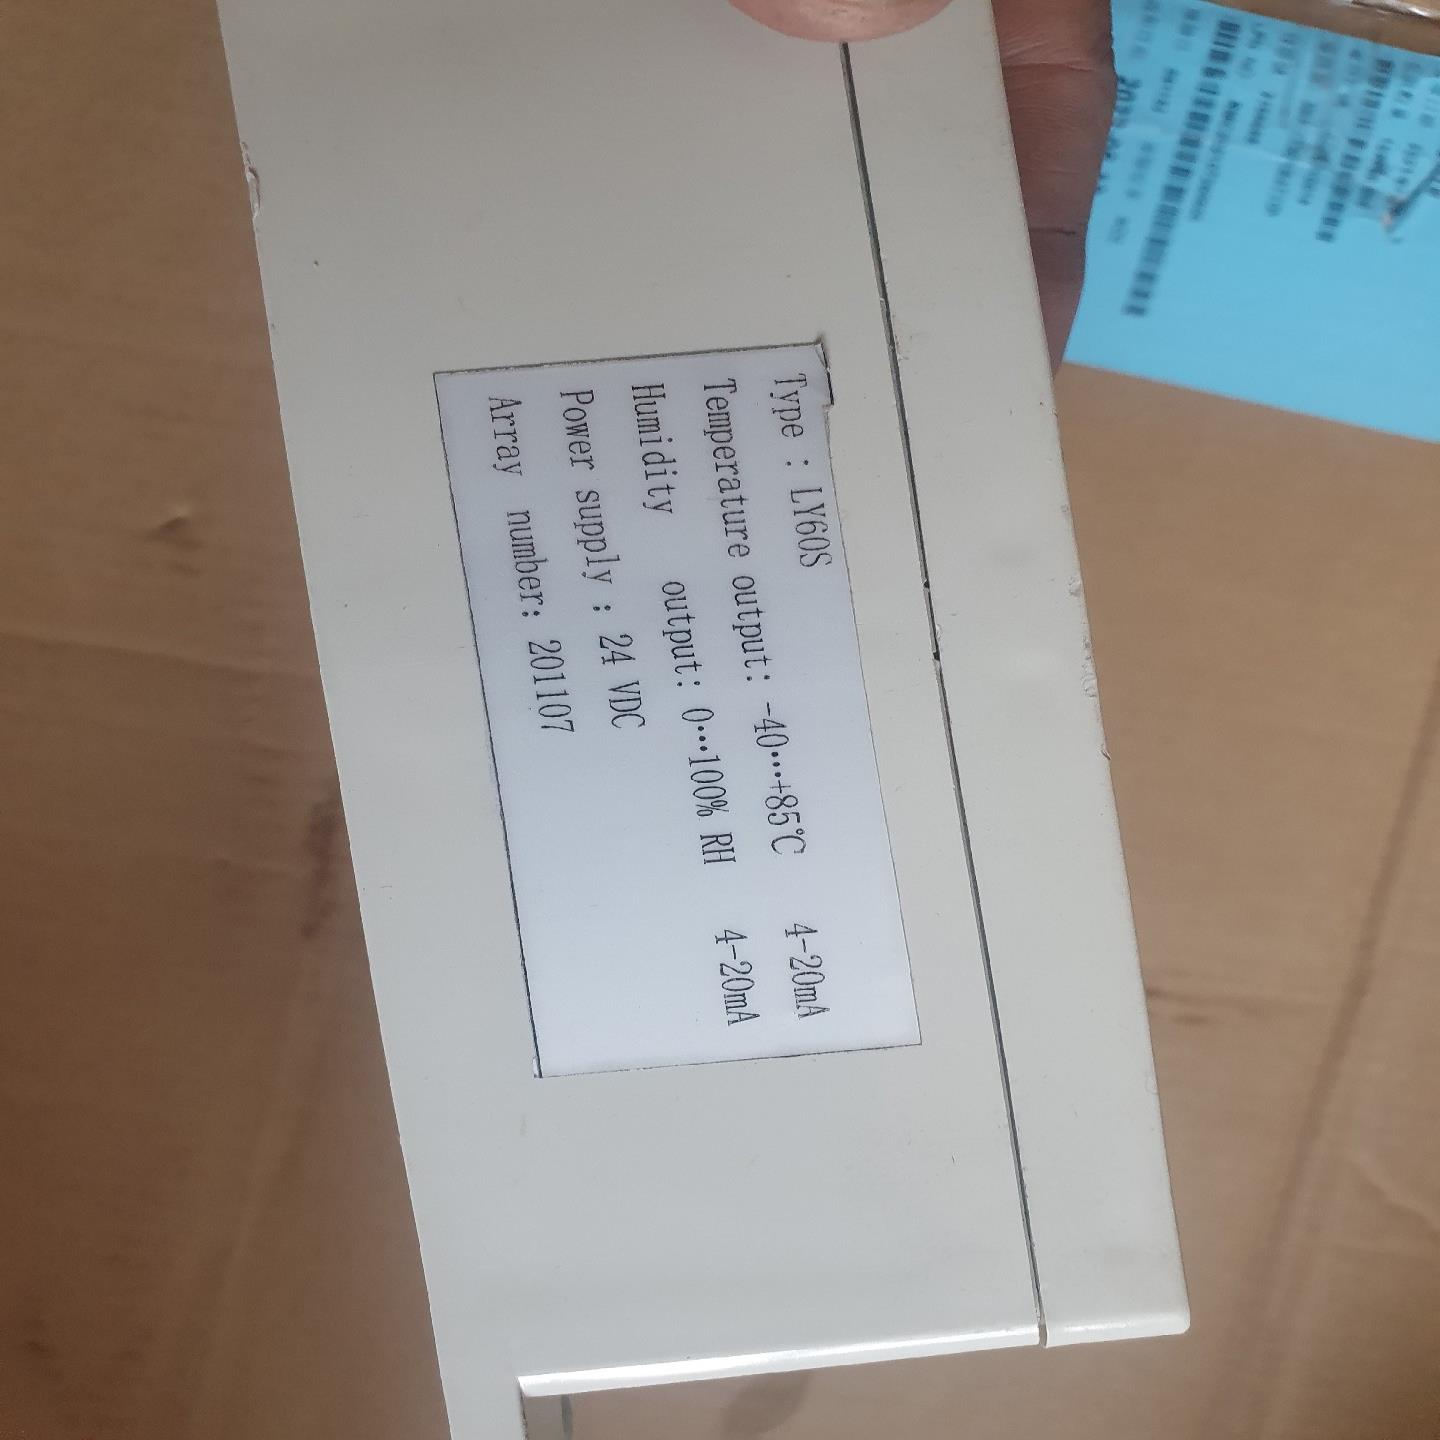 Type : LY60S
Temperature output: -40···+85℃ 4-20mA
Humidity output: 0···100% RH 4-20mA
Power supply : 24 VDC
Array number: 201107